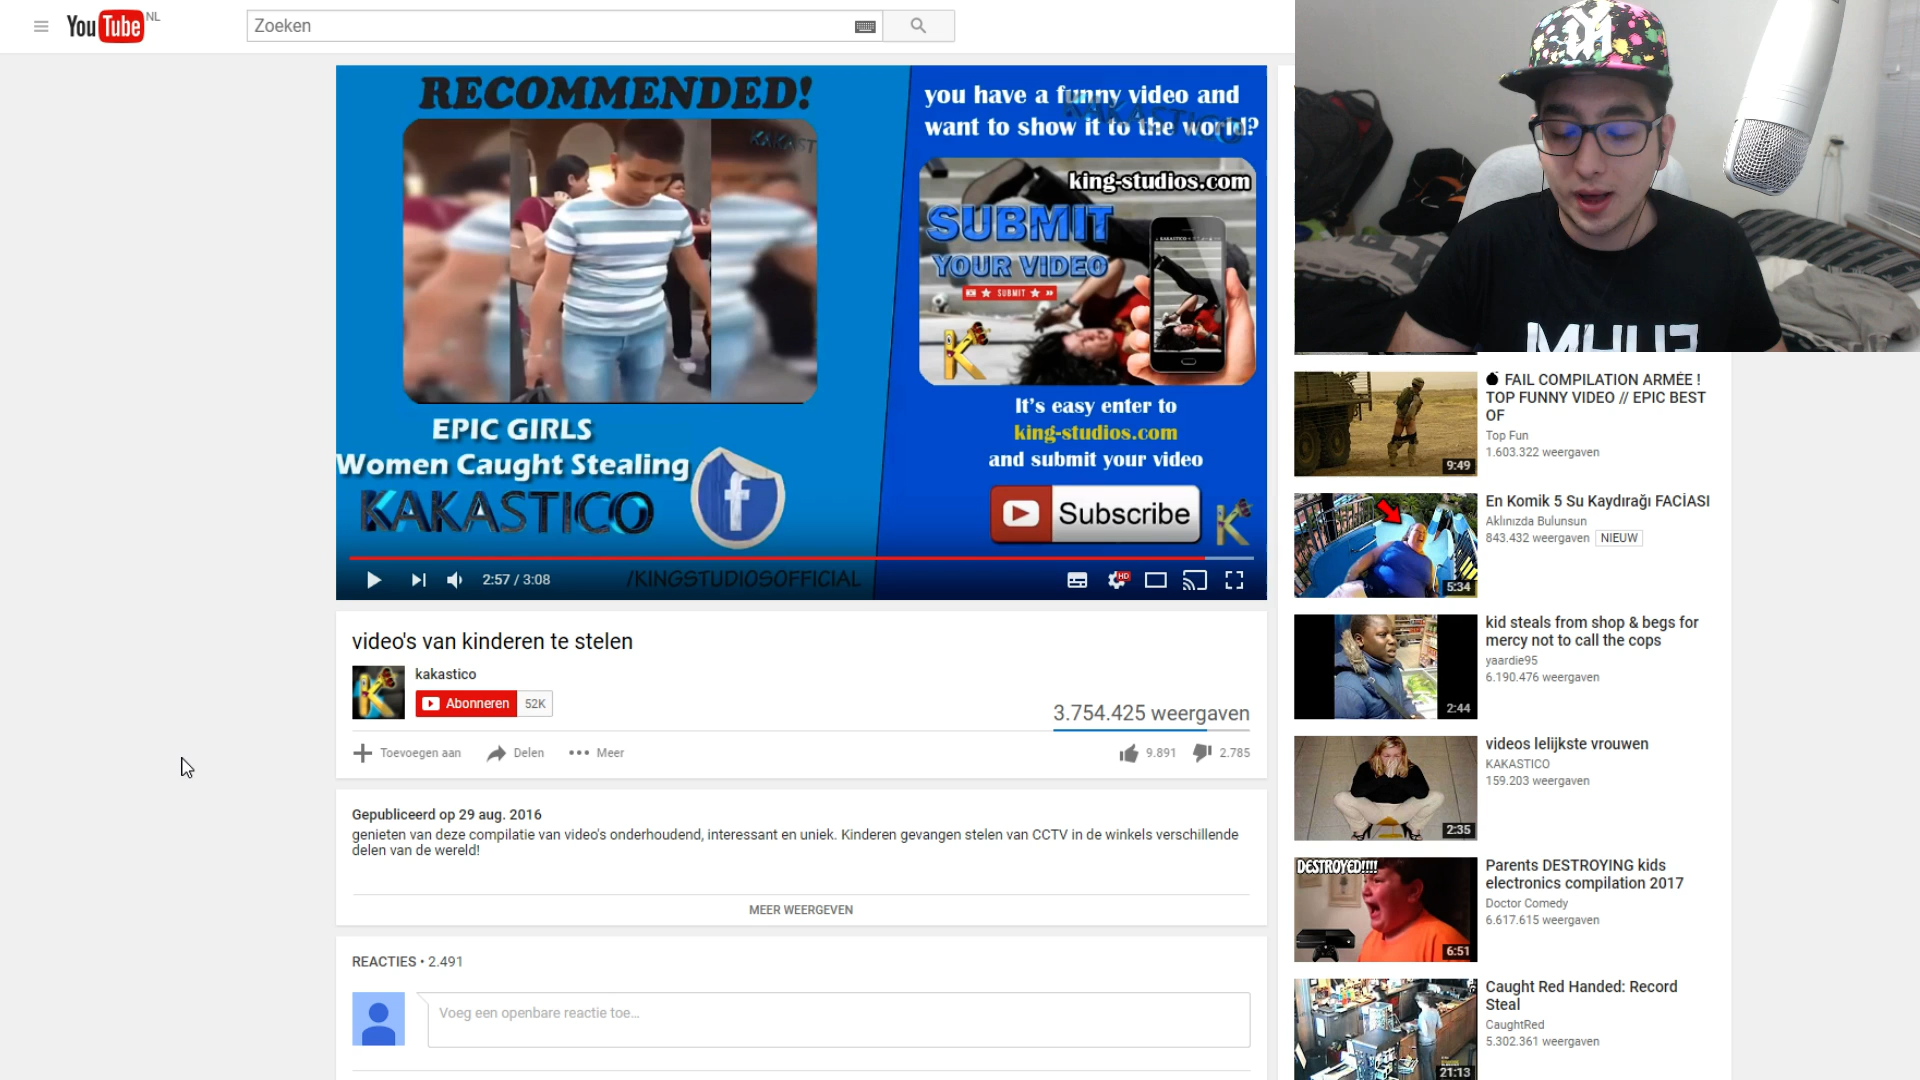 YouTube NL
Zoeken
RECOMMENDED!
KAKAST
EPIC GIRLS
Women Caught Stealing
KAKASTICO
you have a funny video and
want to show it to the world?
KAKASTICO
king-studios.com
SUBMIT
YOUR VIDEO
SUBMIT
It's easy enter to
king-studios.com
and submit your video
Subscribe
2:57 / 3:08
/KINGSTUDIOSOFFICIAL
HD
video's van kinderen te stelen
kakastico
Abonneren 52K
3.754.425 weergaven
Toevoegen aan Delen Meer
9.891 2.785
Gepubliceerd op 29 aug. 2016
genieten van deze compilatie van video's onderhoudend, interessant en uniek. Kinderen gevangen stelen van CCTV in de winkels verschillende
delen van de wereld!
MEER WEERGEVEN
REACTIES • 2.491
Voeg een openbare reactie toe...
FAIL COMPILATION ARMÉE !
TOP FUNNY VIDEO // EPIC BEST
OF
Top Fun
1.603.322 weergaven
9:49
En Komik 5 Su Kaydırağı FACİASI
Aklınızda Bulunsun
843.432 weergaven NIEUW
5:34
kid steals from shop & begs for
mercy not to call the cops
yaardie95
6.190.476 weergaven
2:44
videos lelijkste vrouwen
KAKASTICO
159.203 weergaven
2:35
DESTROYED!!!!
Parents DESTROYING kids
electronics compilation 2017
Doctor Comedy
6.617.615 weergaven
6:51
Caught Red Handed: Record
Steal
CaughtRed
5.302.361 weergaven
21:13